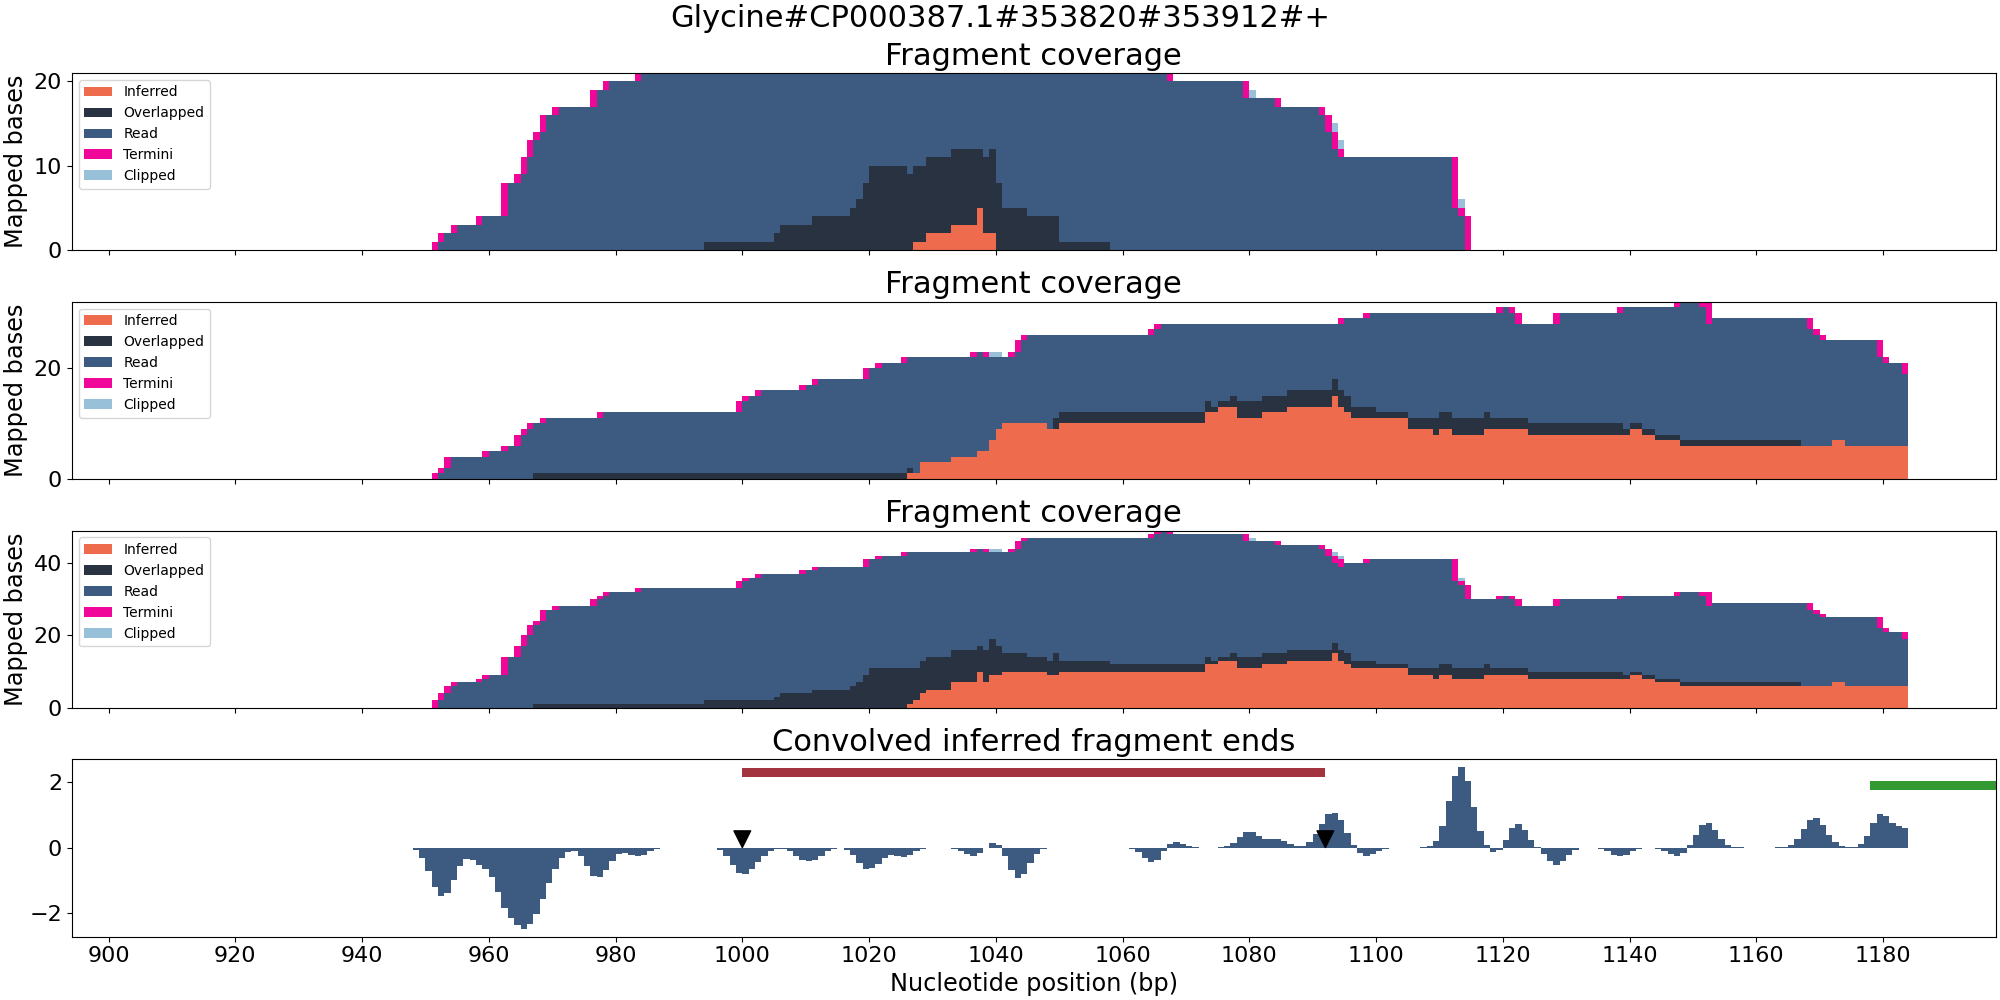 Glycine#CP000387.1#353820#353912#+
Fragment coverage
Mapped bases
20
10
0
Inferred
Overlapped
Read
Termini
Clipped
Fragment coverage
Mapped bases
20
0
Inferred
Overlapped
Read
Termini
Clipped
Fragment coverage
Mapped bases
40
20
0
Inferred
Overlapped
Read
Termini
Clipped
Convolved inferred fragment ends
2
0
−2
900 920 940 960 980 1000 1020 1040 1060 1080 1100 1120 1140 1160 1180
Nucleotide position (bp)